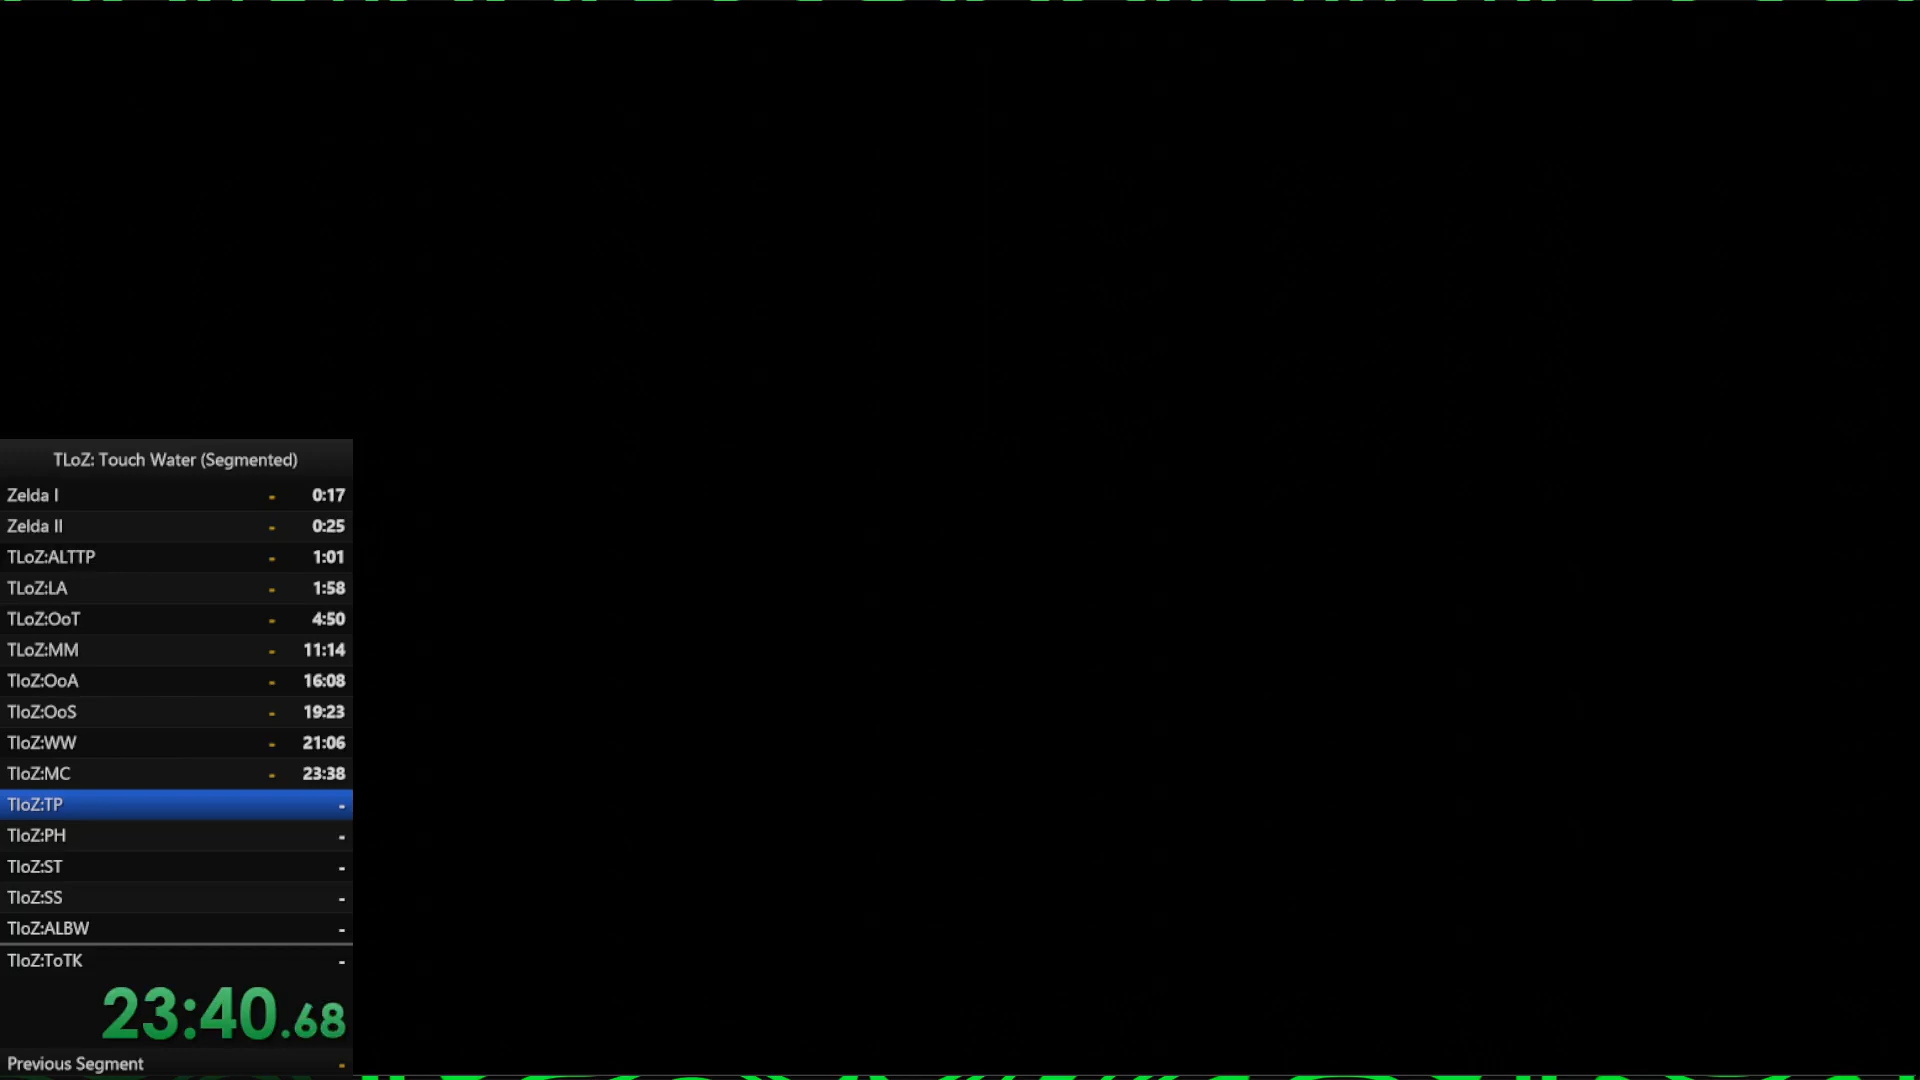 TLoZ: Touch Water (Segmented)
Zelda I - 0:17
Zelda II - 0:25
TLoZ:ALTTP - 1:01
TLoZ:LA - 1:58
TLoZ:OoT - 4:50
TLoZ:MM - 11:14
TloZ:OoA - 16:08
TloZ:OoS - 19:23
TloZ:WW - 21:06
TloZ:MC - 23:38
TloZ:TP -
TloZ:PH -
TloZ:ST -
TloZ:SS -
TloZ:ALBW -
TloZ:ToTK -
23:40.68
Previous Segment -